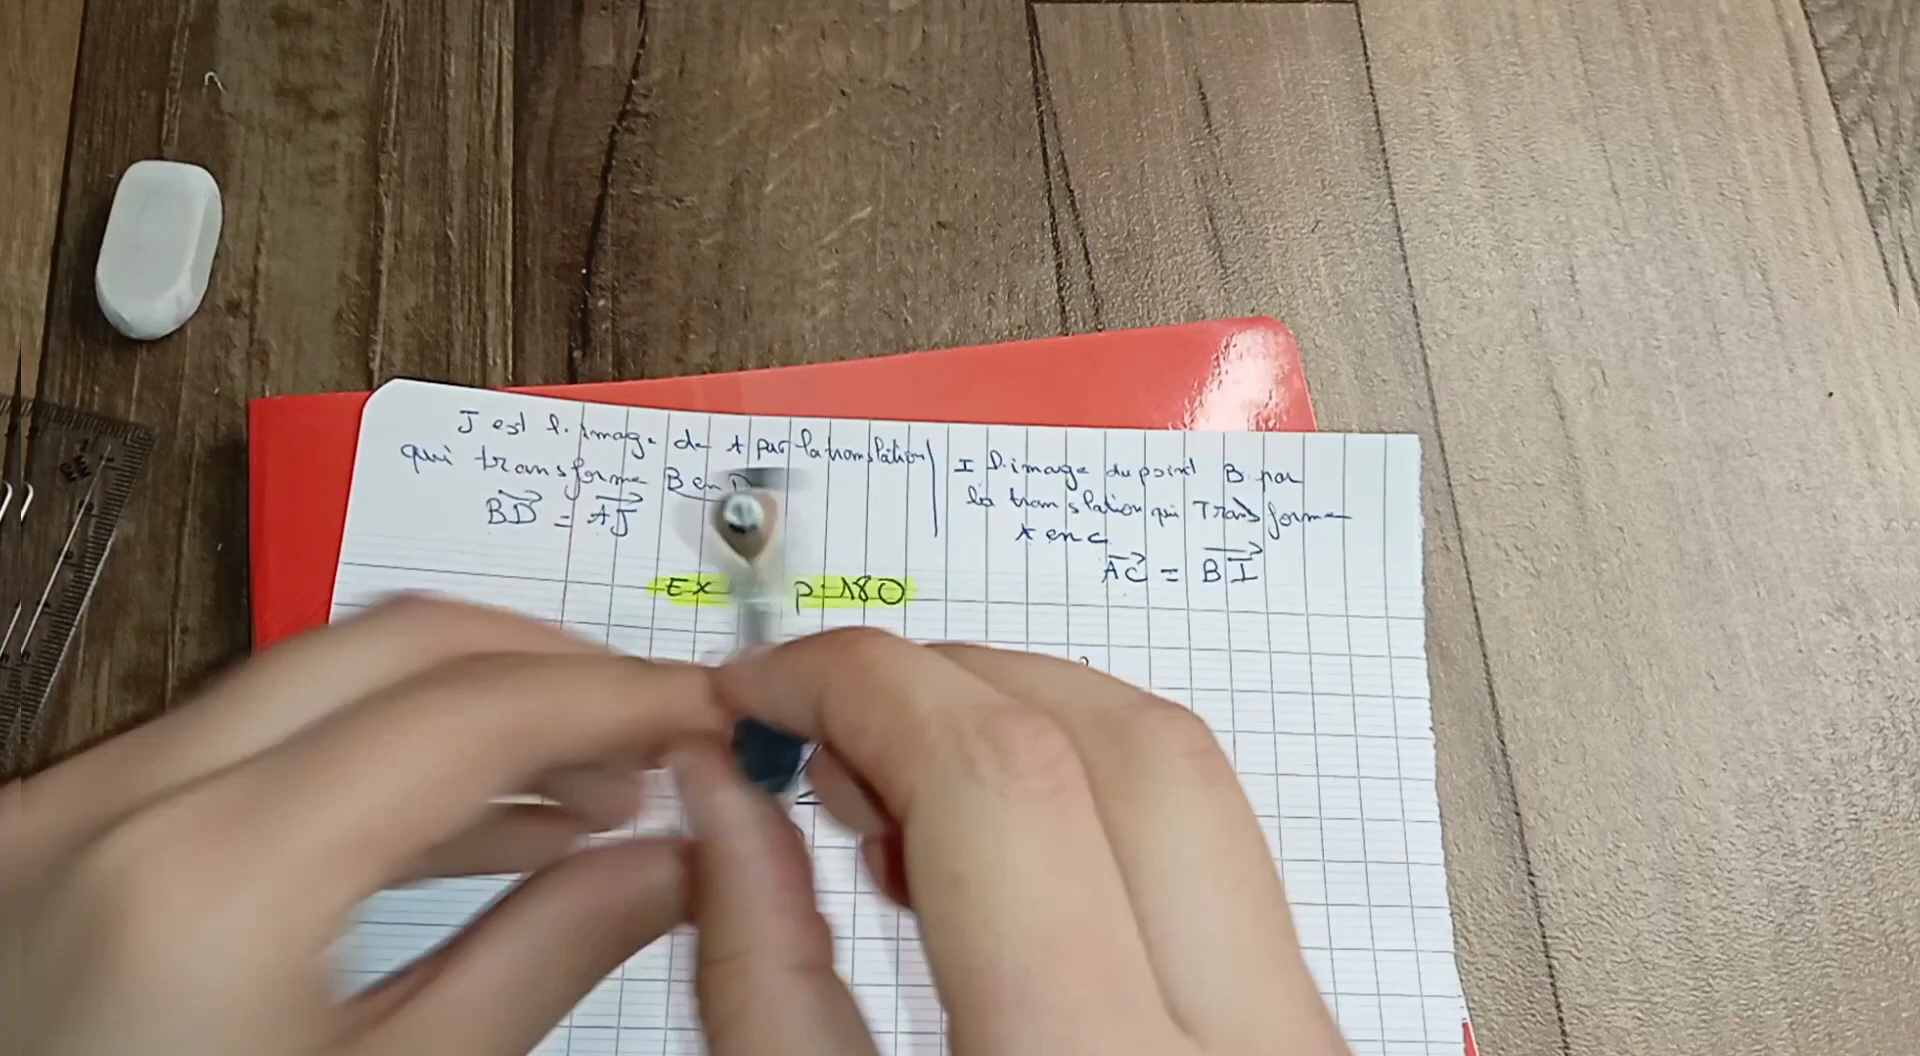 J est l'image de A par la translation
qui transforme B en D
BD = AJ
I l'image du point B par
la translation qui Transforme
A en C
AC = BI
Ex p=180